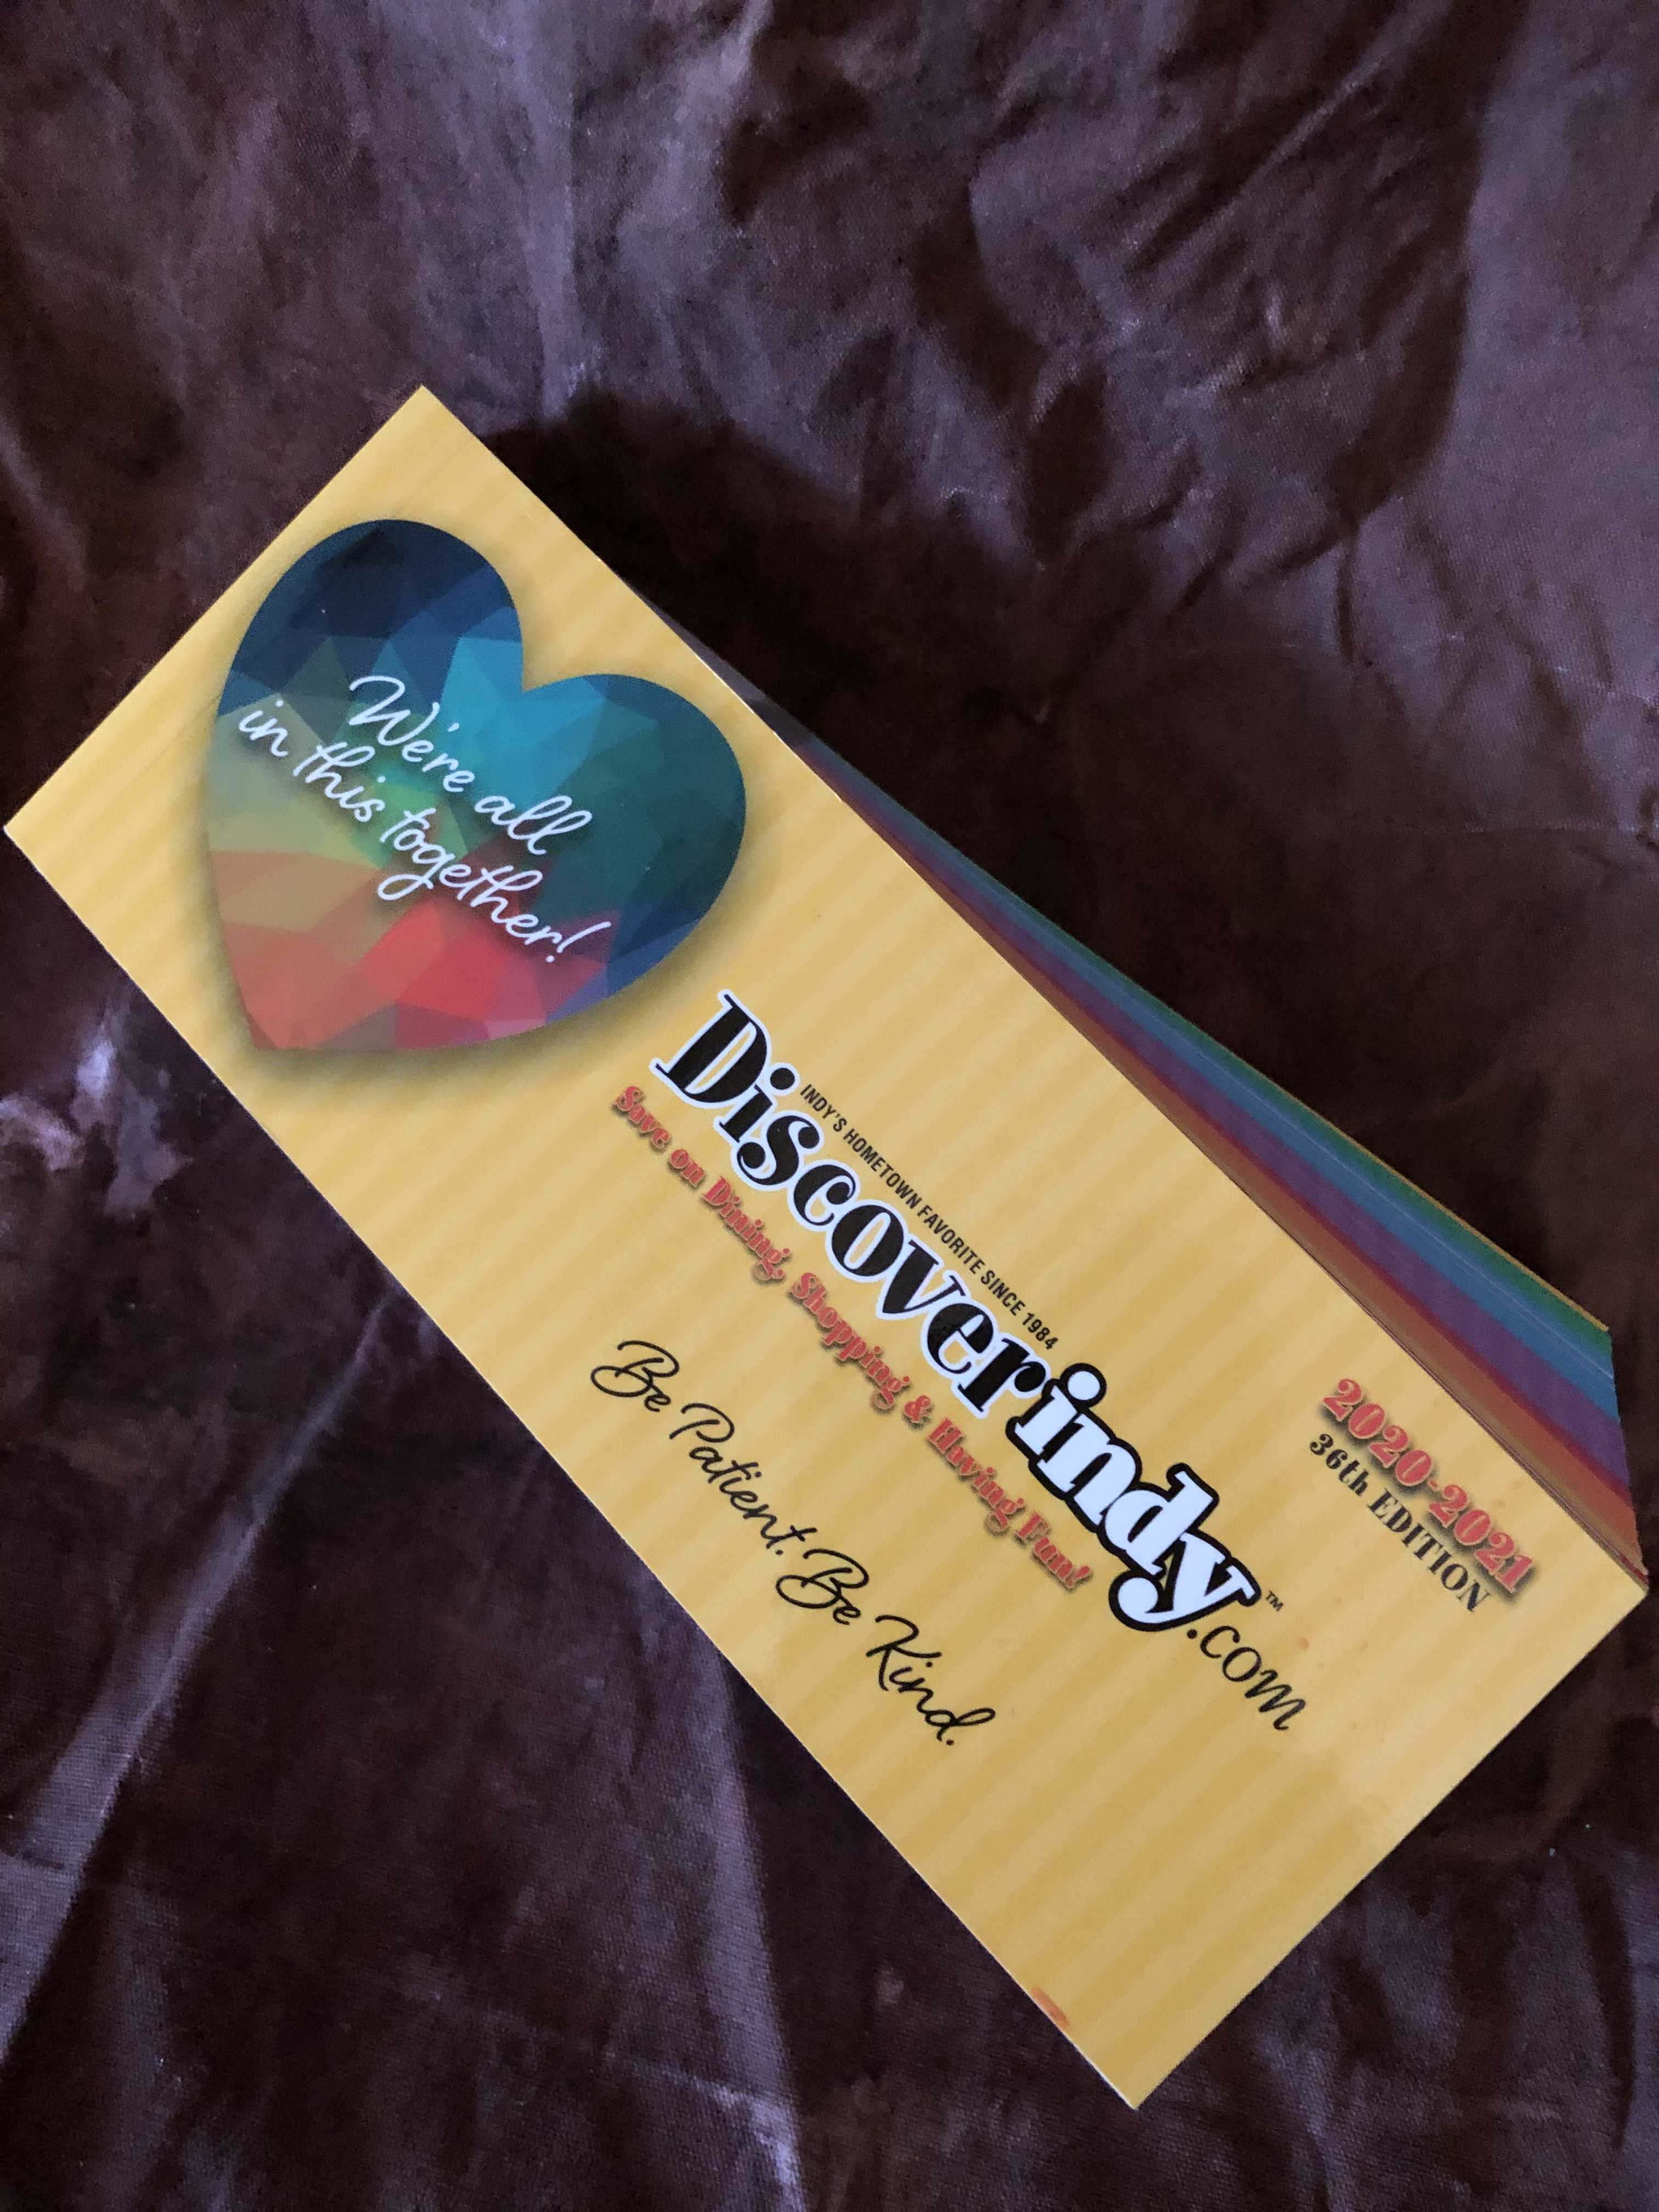 We're all
in this together!
2020-2021
36th EDITION
INDY'S HOMETOWN FAVORITE SINCE 1984
Discoverindy.com™
Save on Dining, Shopping & Having Fun!
Be Patient. Be Kind.